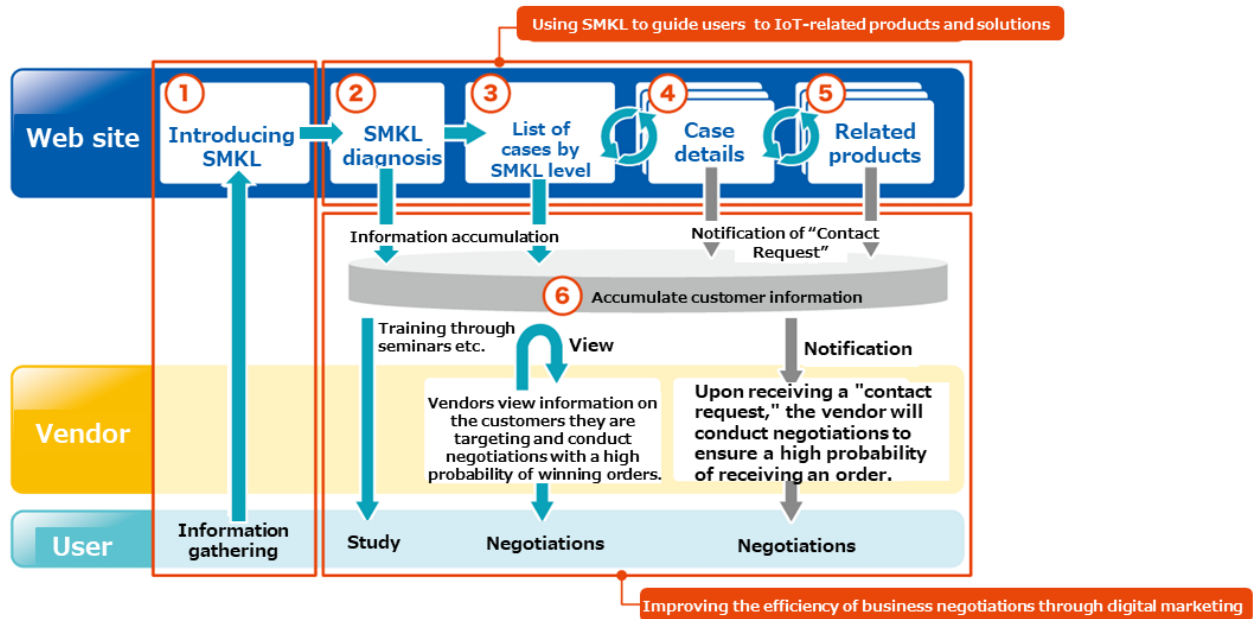 Using SMKL to guide users to IoT-related products and solutions
Web site
1
Introducing
SMKL
2
SMKL
diagnosis
3
List of
cases by
SMKL level
4
Case
details
5
Related
products
Information accumulation
Notification of “Contact
Request”
6
Accumulate customer information
Training through
seminars etc.
View
Notification
Vendor
Vendors view information on
the customers they are
targeting and conduct
negotiations with a high
probability of winning orders.
Upon receiving a "contact
request," the vendor will
conduct negotiations to
ensure a high probability
of receiving an order.
User
Information
gathering
Study
Negotiations
Negotiations
Improving the efficiency of business negotiations through digital marketing